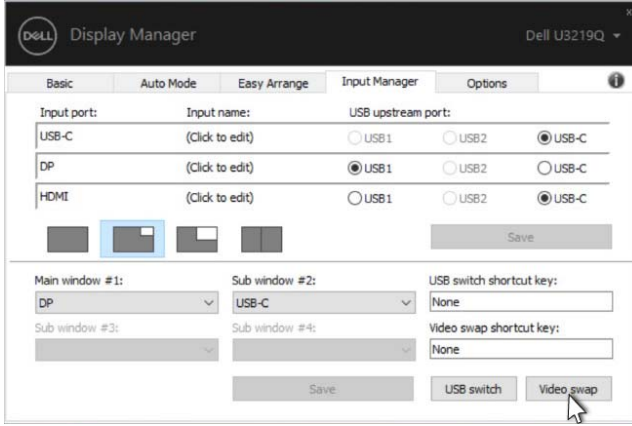 DELL Display Manager Dell U3219Q
Basic Auto Mode Easy Arrange Input Manager Options
Input port: Input name: USB upstream port:
USB-C (Click to edit) USB1 USB2 USB-C
DP (Click to edit) USB1 USB2 USB-C
HDMI (Click to edit) USB1 USB2 USB-C
Save
Main window #1: Sub window #2: USB switch shortcut key:
DP USB-C None
Sub window #3: Sub window #4: Video swap shortcut key:
None
Save USB switch Video swap